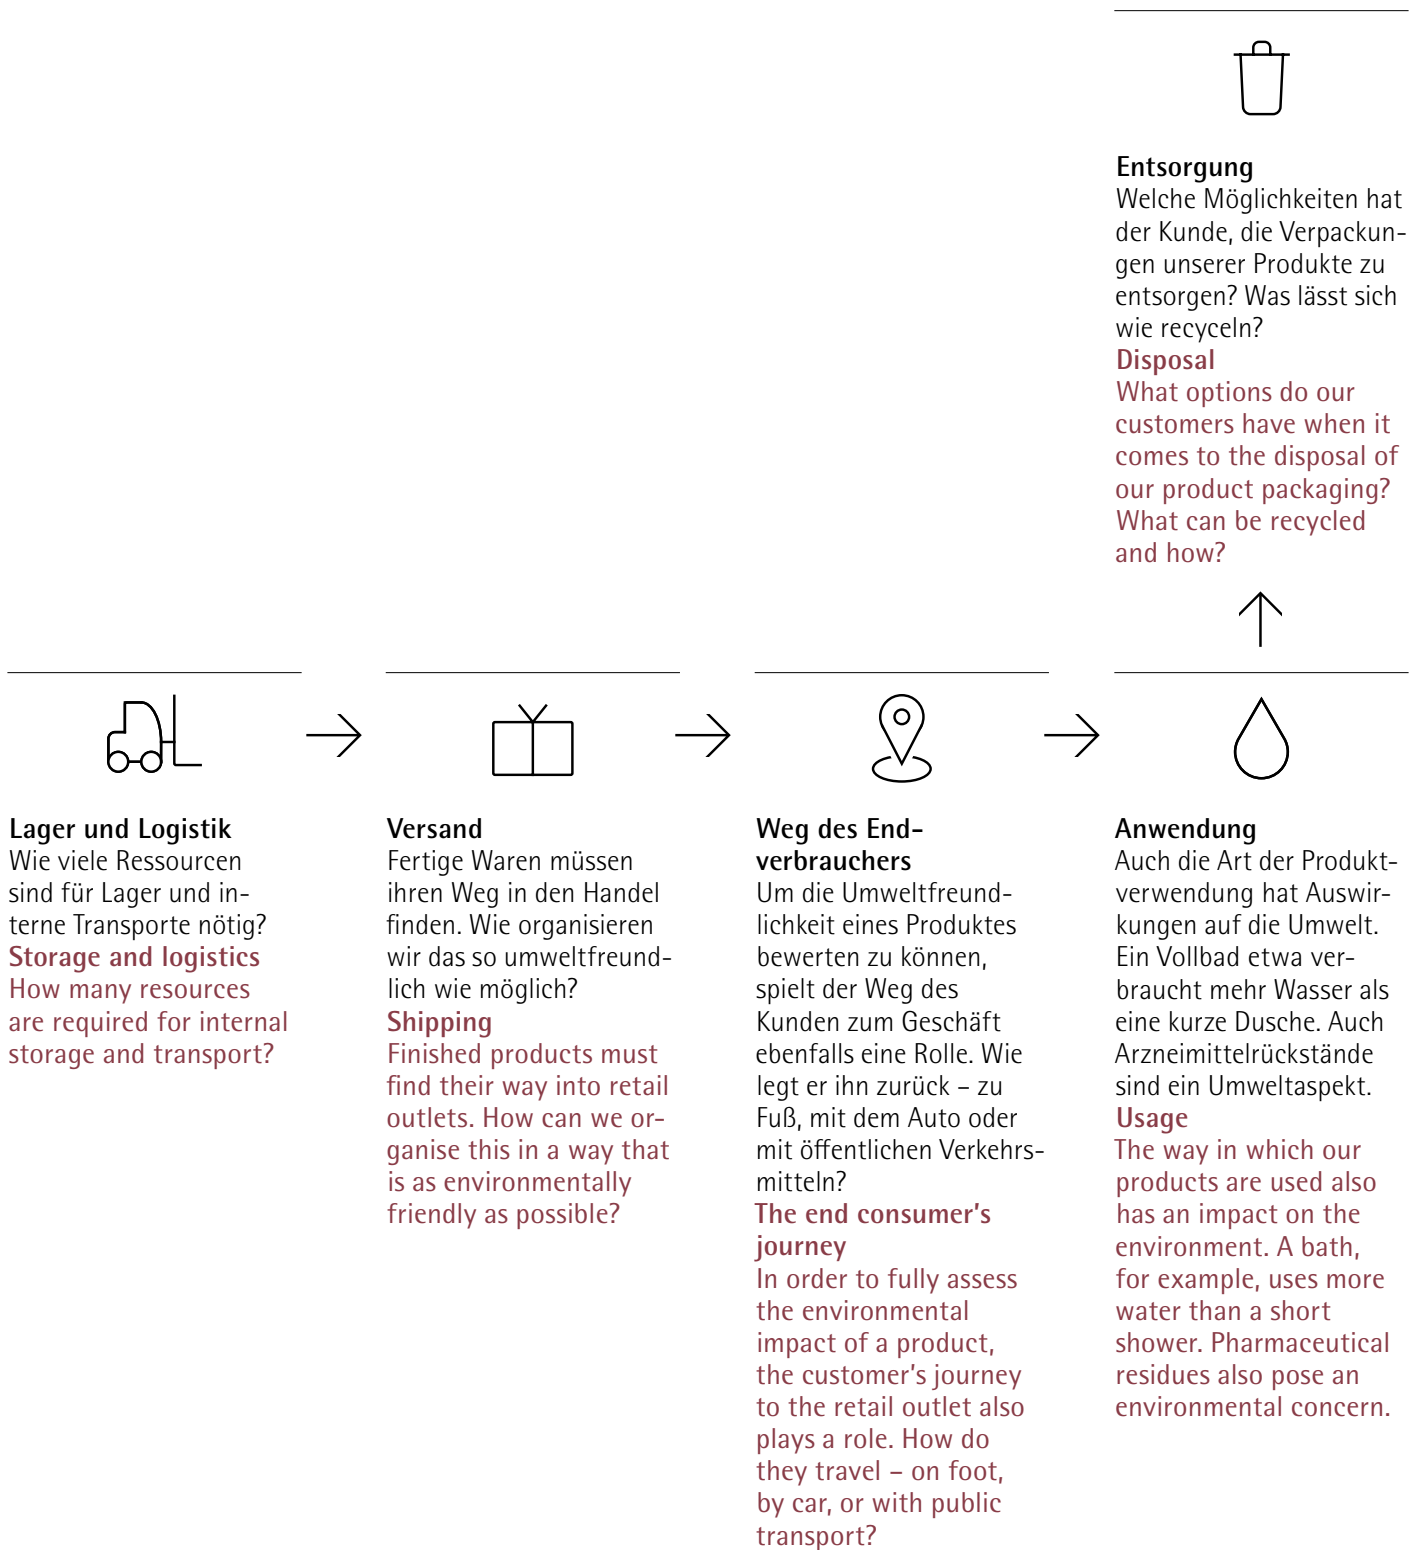 Entsorgung
Welche Möglichkeiten hat
der Kunde, die Verpackun-
gen unserer Produkte zu
entsorgen? Was lässt sich
wie recyceln?
Disposal
What options do our
customers have when it
comes to the disposal of
our product packaging?
What can be recycled
and how?
Lager und Logistik
Wie viele Ressourcen
sind für Lager und in-
terne Transporte nötig?
Storage and logistics
How many resources
are required for internal
storage and transport?
Versand
Fertige Waren müssen
ihren Weg in den Handel
finden. Wie organisieren
wir das so umweltfreund-
lich wie möglich?
Shipping
Finished products must
find their way into retail
outlets. How can we or-
ganise this in a way that
is as environmentally
friendly as possible?
Weg des End-
verbrauchers
Um die Umweltfreund-
lichkeit eines Produktes
bewerten zu können,
spielt der Weg des
Kunden zum Geschäft
ebenfalls eine Rolle. Wie
legt er ihn zurück – zu
Fuß, mit dem Auto oder
mit öffentlichen Verkehrs-
mitteln?
The end consumer’s
journey
In order to fully assess
the environmental
impact of a product,
the customer’s journey
to the retail outlet also
plays a role. How do
they travel – on foot,
by car, or with public
transport?
Anwendung
Auch die Art der Produkt-
verwendung hat Auswir-
kungen auf die Umwelt.
Ein Vollbad etwa ver-
braucht mehr Wasser als
eine kurze Dusche. Auch
Arzneimittelrückstände
sind ein Umweltaspekt.
Usage
The way in which our
products are used also
has an impact on the
environment. A bath,
for example, uses more
water than a short
shower. Pharmaceutical
residues also pose an
environmental concern.